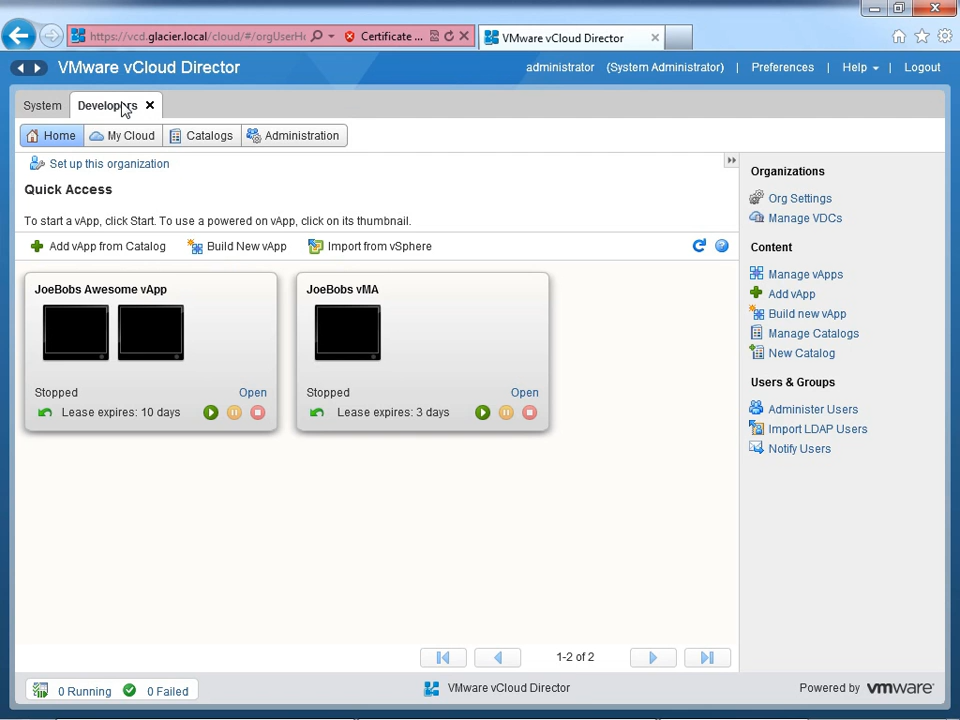 https://vcd.glacier.local/cloud/#/orgUserHo
Certificate ...
VMware vCloud Director
VMware vCloud Director
administrator (System Administrator) | Preferences | Help | Logout
System
Developers
Home
My Cloud
Catalogs
Administration
Set up this organization
Quick Access
To start a vApp, click Start. To use a powered on vApp, click on its thumbnail.
Add vApp from Catalog
Build New vApp
Import from vSphere
JoeBobs Awesome vApp
Stopped
Open
Lease expires: 10 days
JoeBobs vMA
Stopped
Open
Lease expires: 3 days
1-2 of 2
Organizations
Org Settings
Manage VDCs
Content
Manage vApps
Add vApp
Build new vApp
Manage Catalogs
New Catalog
Users & Groups
Administer Users
Import LDAP Users
Notify Users
0 Running
0 Failed
VMware vCloud Director
Powered by vmware